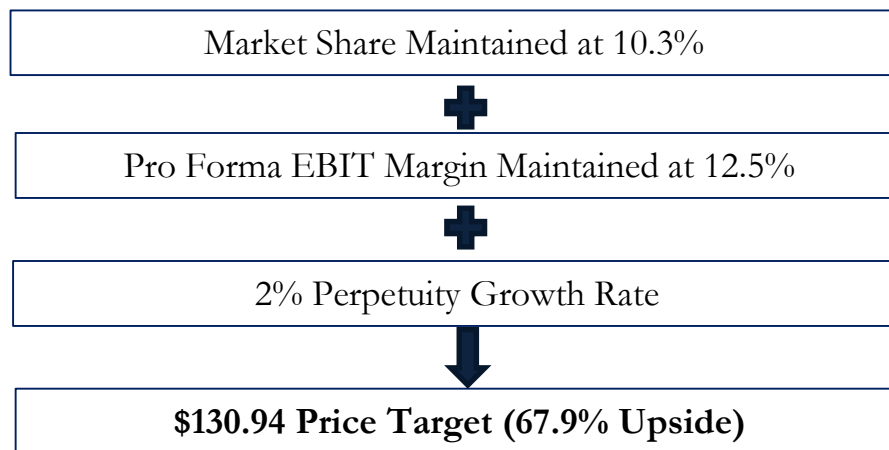 Market Share Maintained at 10.3%
Pro Forma EBIT Margin Maintained at 12.5%
2% Perpetuity Growth Rate
$130.94 Price Target (67.9% Upside)